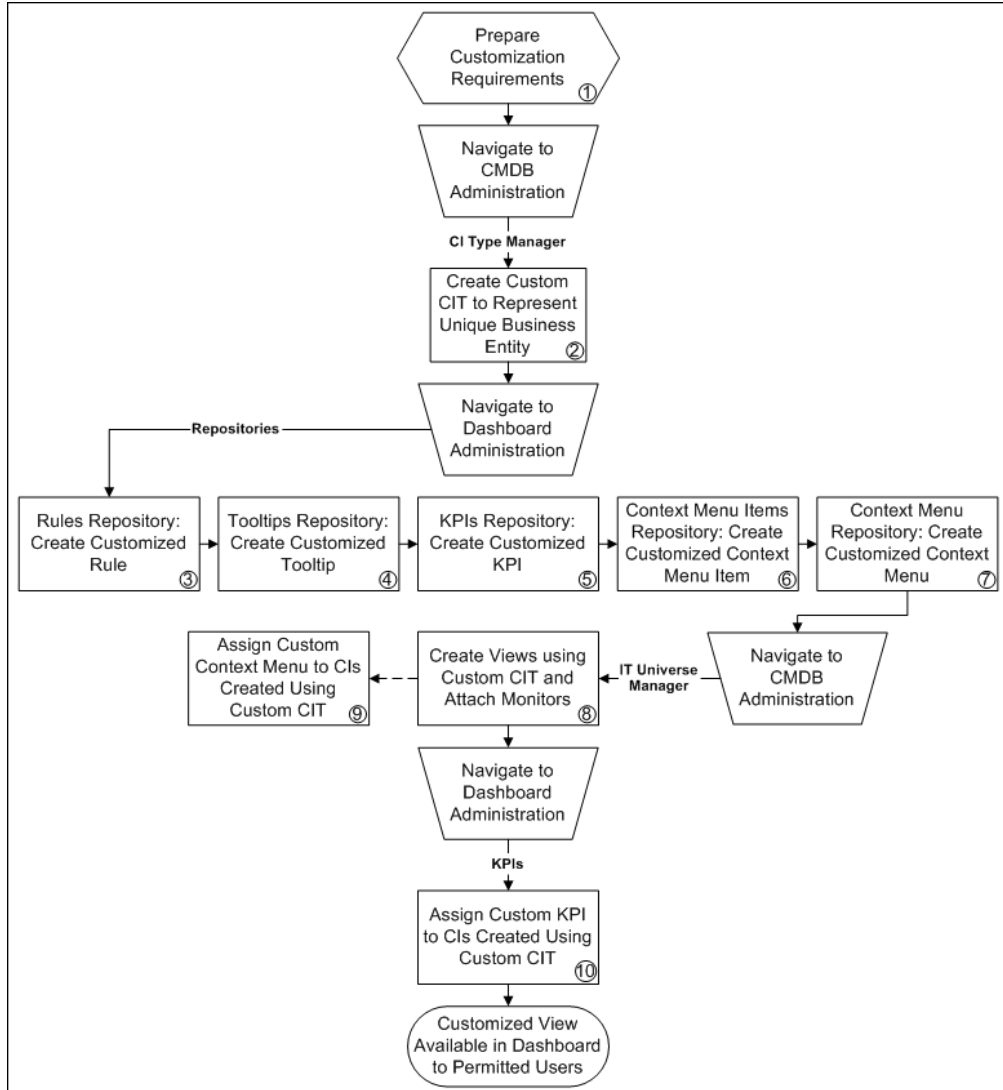 Prepare
Customization
Requirements
①
Navigate to
CMDB
Administration
CI Type Manager
Create Custom
CIT to Represent
Unique Business
Entity
②
Navigate to
Dashboard
Administration
Repositories
Rules Repository:
Create Customized
Rule
③
Tooltips Repository:
Create Customized
Tooltip
④
KPIs Repository:
Create Customized
KPI
⑤
Context Menu Items
Repository: Create
Customized Context
Menu Item
⑥
Context Menu
Repository: Create
Customized Context
Menu
⑦
Navigate to
CMDB
Administration
IT Universe
Manager
Create Views using
Custom CIT and
Attach Monitors
⑧
Assign Custom
Context Menu to CIs
Created Using
Custom CIT
⑨
Navigate to
Dashboard
Administration
KPIs
Assign Custom KPI
to CIs Created Using
Custom CIT
⑩
Customized View
Available in Dashboard
to Permitted Users